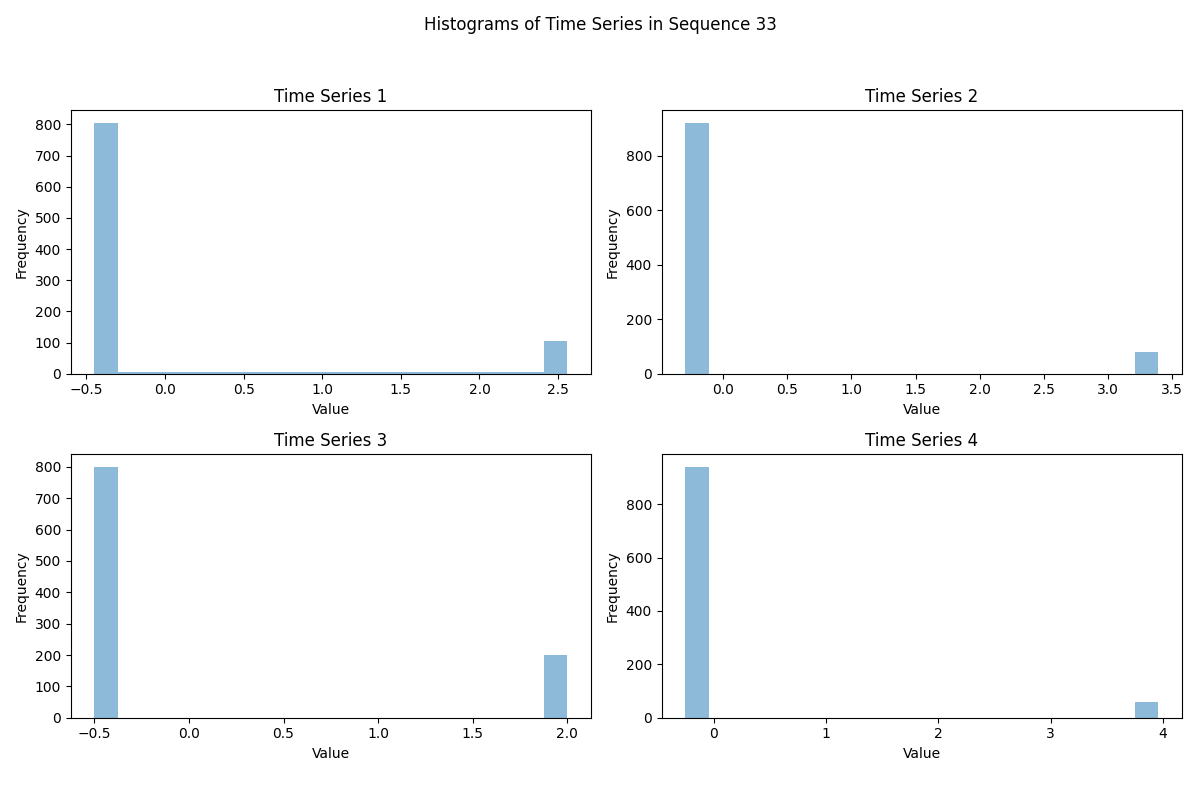 Histograms of Time Series in Sequence 33
Time Series 1
Frequency
800
700
600
500
400
300
200
100
0
−0.5 0.0 0.5 1.0 1.5 2.0 2.5
Value
Time Series 2
Frequency
800
600
400
200
0
0.0 0.5 1.0 1.5 2.0 2.5 3.0 3.5
Value
Time Series 3
Frequency
800
700
600
500
400
300
200
100
0
−0.5 0.0 0.5 1.0 1.5 2.0
Value
Time Series 4
Frequency
800
600
400
200
0
0 1 2 3 4
Value